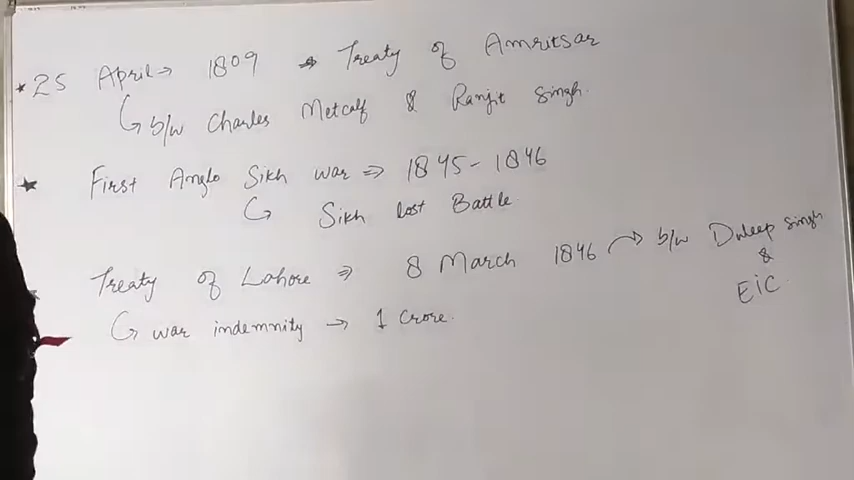 ★ 25 April → 1809 → Treaty of Amritsar
↳ b/w Charles Metcalf & Ranjit Singh.
★ First Anglo Sikh war ⇒ 1845 - 1846
↳ Sikh lost Battle
Treaty of Lahore ⇒ 8 March 1846 → b/w Duleep Singh
&
EiC
↳ war indemnity → 1 Crore.